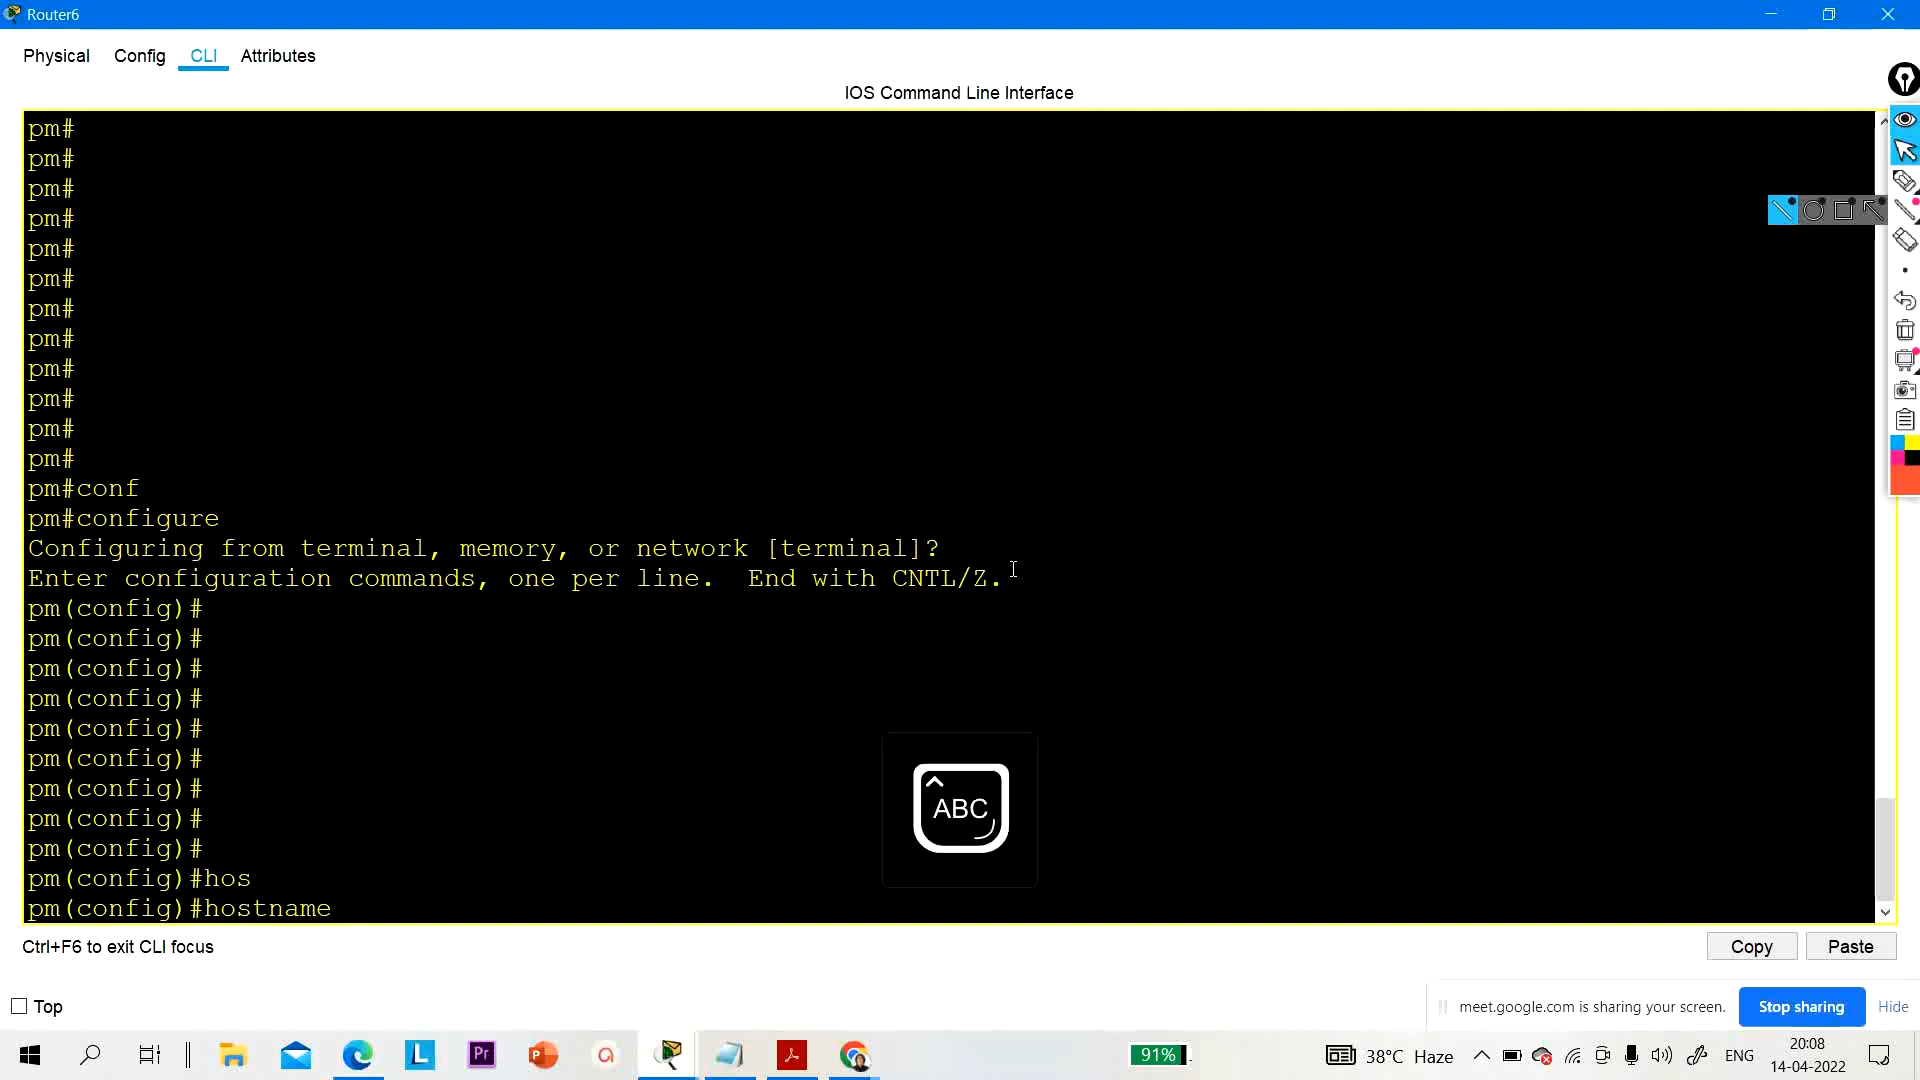 Router6
Physical Config CLI Attributes
IOS Command Line Interface
pm#
pm#
pm#
pm#
pm#
pm#
pm#
pm#
pm#
pm#
pm#
pm#
pm#conf
pm#configure
Configuring from terminal, memory, or network [terminal]?
Enter configuration commands, one per line.  End with CNTL/Z.
pm(config)#
pm(config)#
pm(config)#
pm(config)#
pm(config)#
pm(config)#
pm(config)#
pm(config)#
pm(config)#
pm(config)#hos
pm(config)#hostname
ABC
Ctrl+F6 to exit CLI focus
Copy Paste
Top
meet.google.com is sharing your screen. Stop sharing Hide
L Pr P a 91% 38°C Haze ENG 20:08
14-04-2022